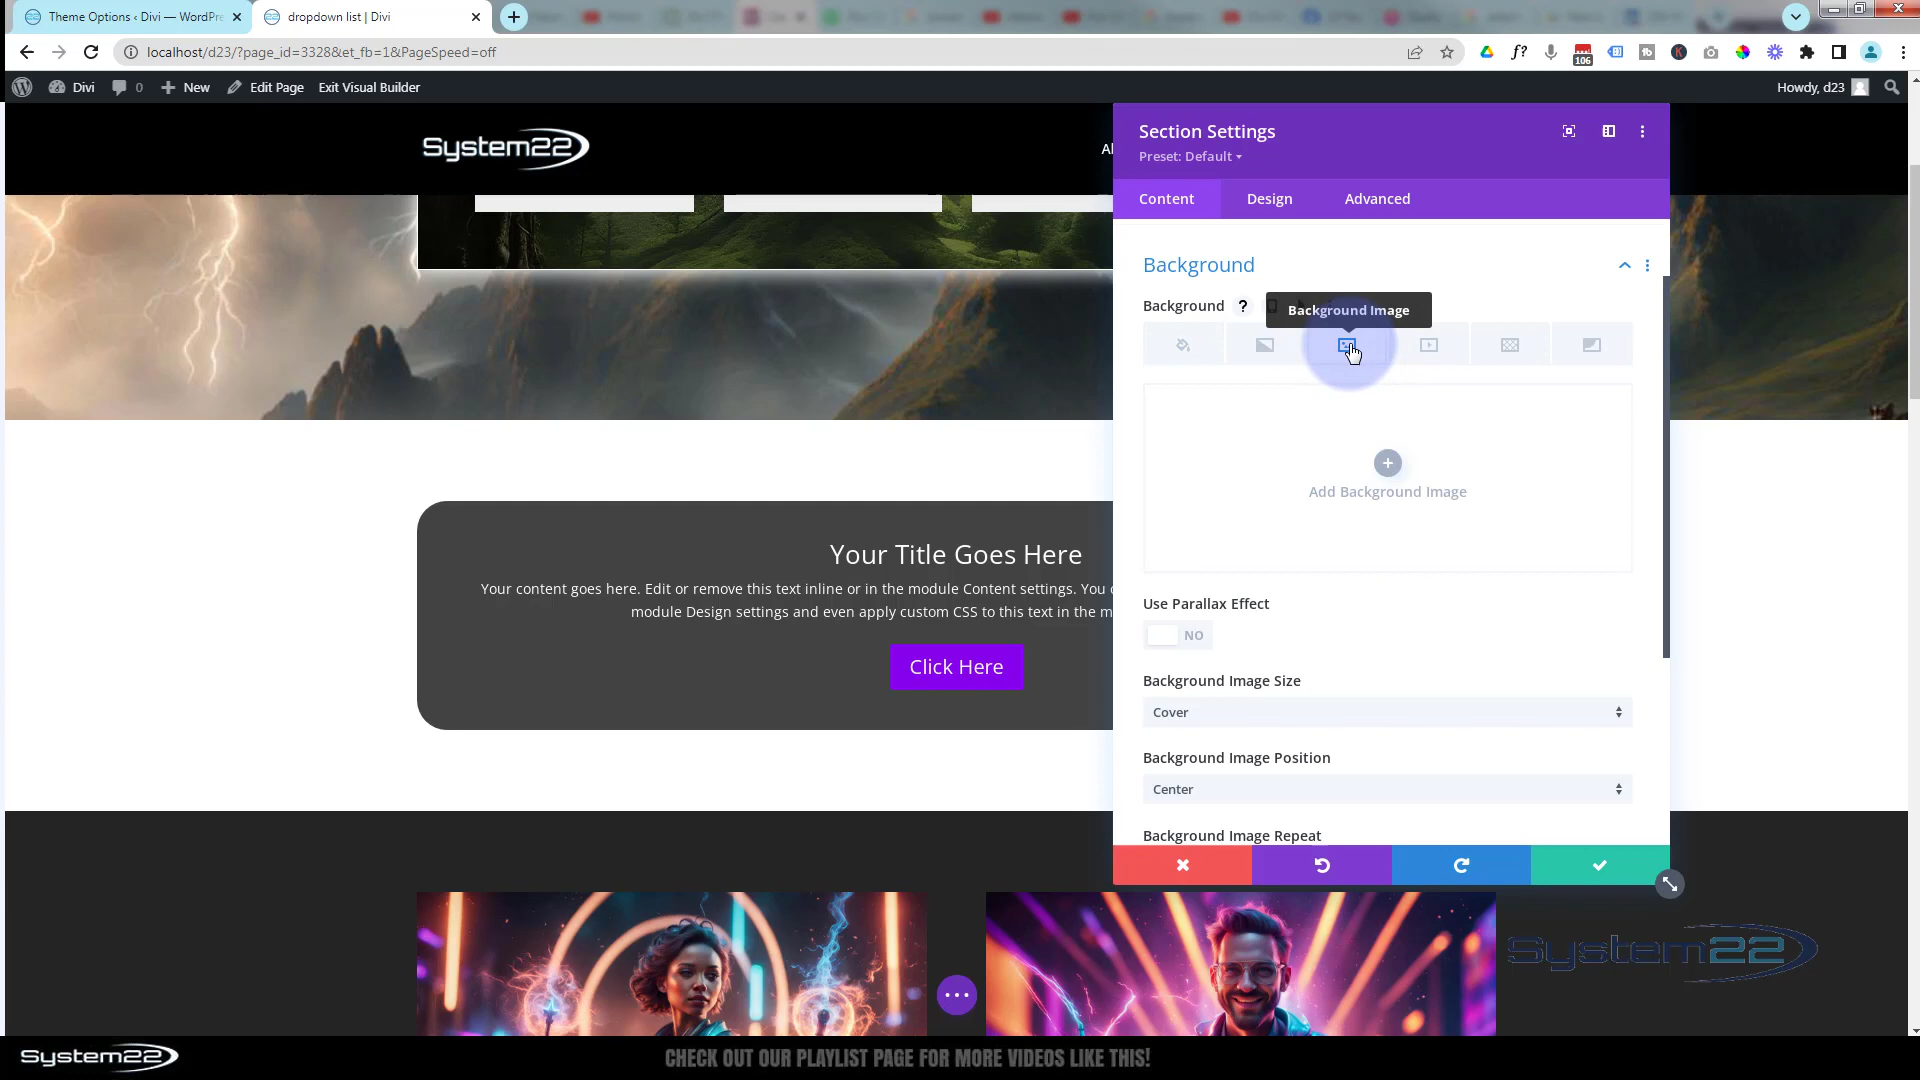 Theme Options ‹ Divi — WordPre
dropdown list | Divi
localhost/d23/?page_id=3328&et_fb=1&PageSpeed=off
106
Divi
0
New
Edit Page
Exit Visual Builder
Howdy, d23
System22
Al
Section Settings
Preset: Default
Content
Design
Advanced
Background
Background
?
Background Image
Add Background Image
Use Parallax Effect
NO
Background Image Size
Cover
Background Image Position
Center
Background Image Repeat
Your Title Goes Here
Your content goes here. Edit or remove this text inline or in the module Content settings. You c
module Design settings and even apply custom CSS to this text in the m
Click Here
System22
System22
CHECK OUT OUR PLAYLIST PAGE FOR MORE VIDEOS LIKE THIS!